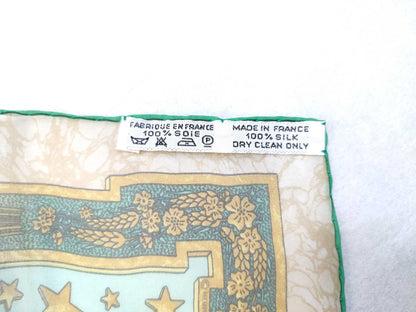 FABRIQUE EN FRANCE
100% SOIE
MADE IN FRANCE
100% SILK
DRY CLEAN ONLY